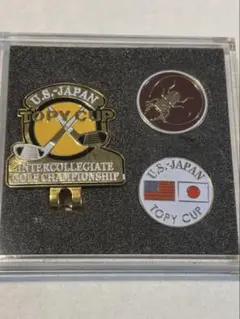 U.S.-JAPAN
TOPY CUP
INTERCOLLEGIATE
GOLF CHAMPIONSHIP
U.S.-JAPAN
TOPY CUP